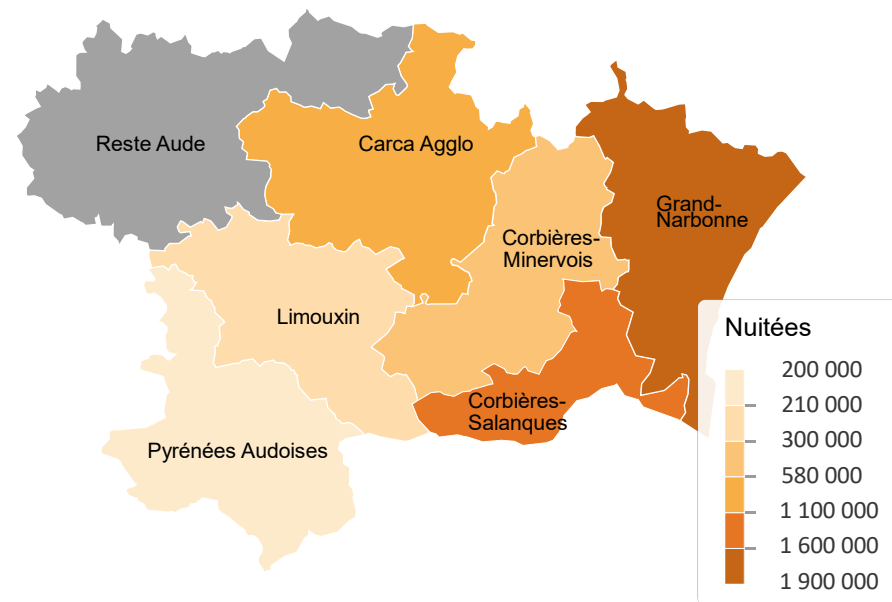 Reste Aude
Carca Agglo
Grand-
Narbonne
Corbières-
Minervois
Limouxin
Corbières-
Salanques
Pyrénées Audoises
Nuitées
200 000
210 000
300 000
580 000
1 100 000
1 600 000
1 900 000